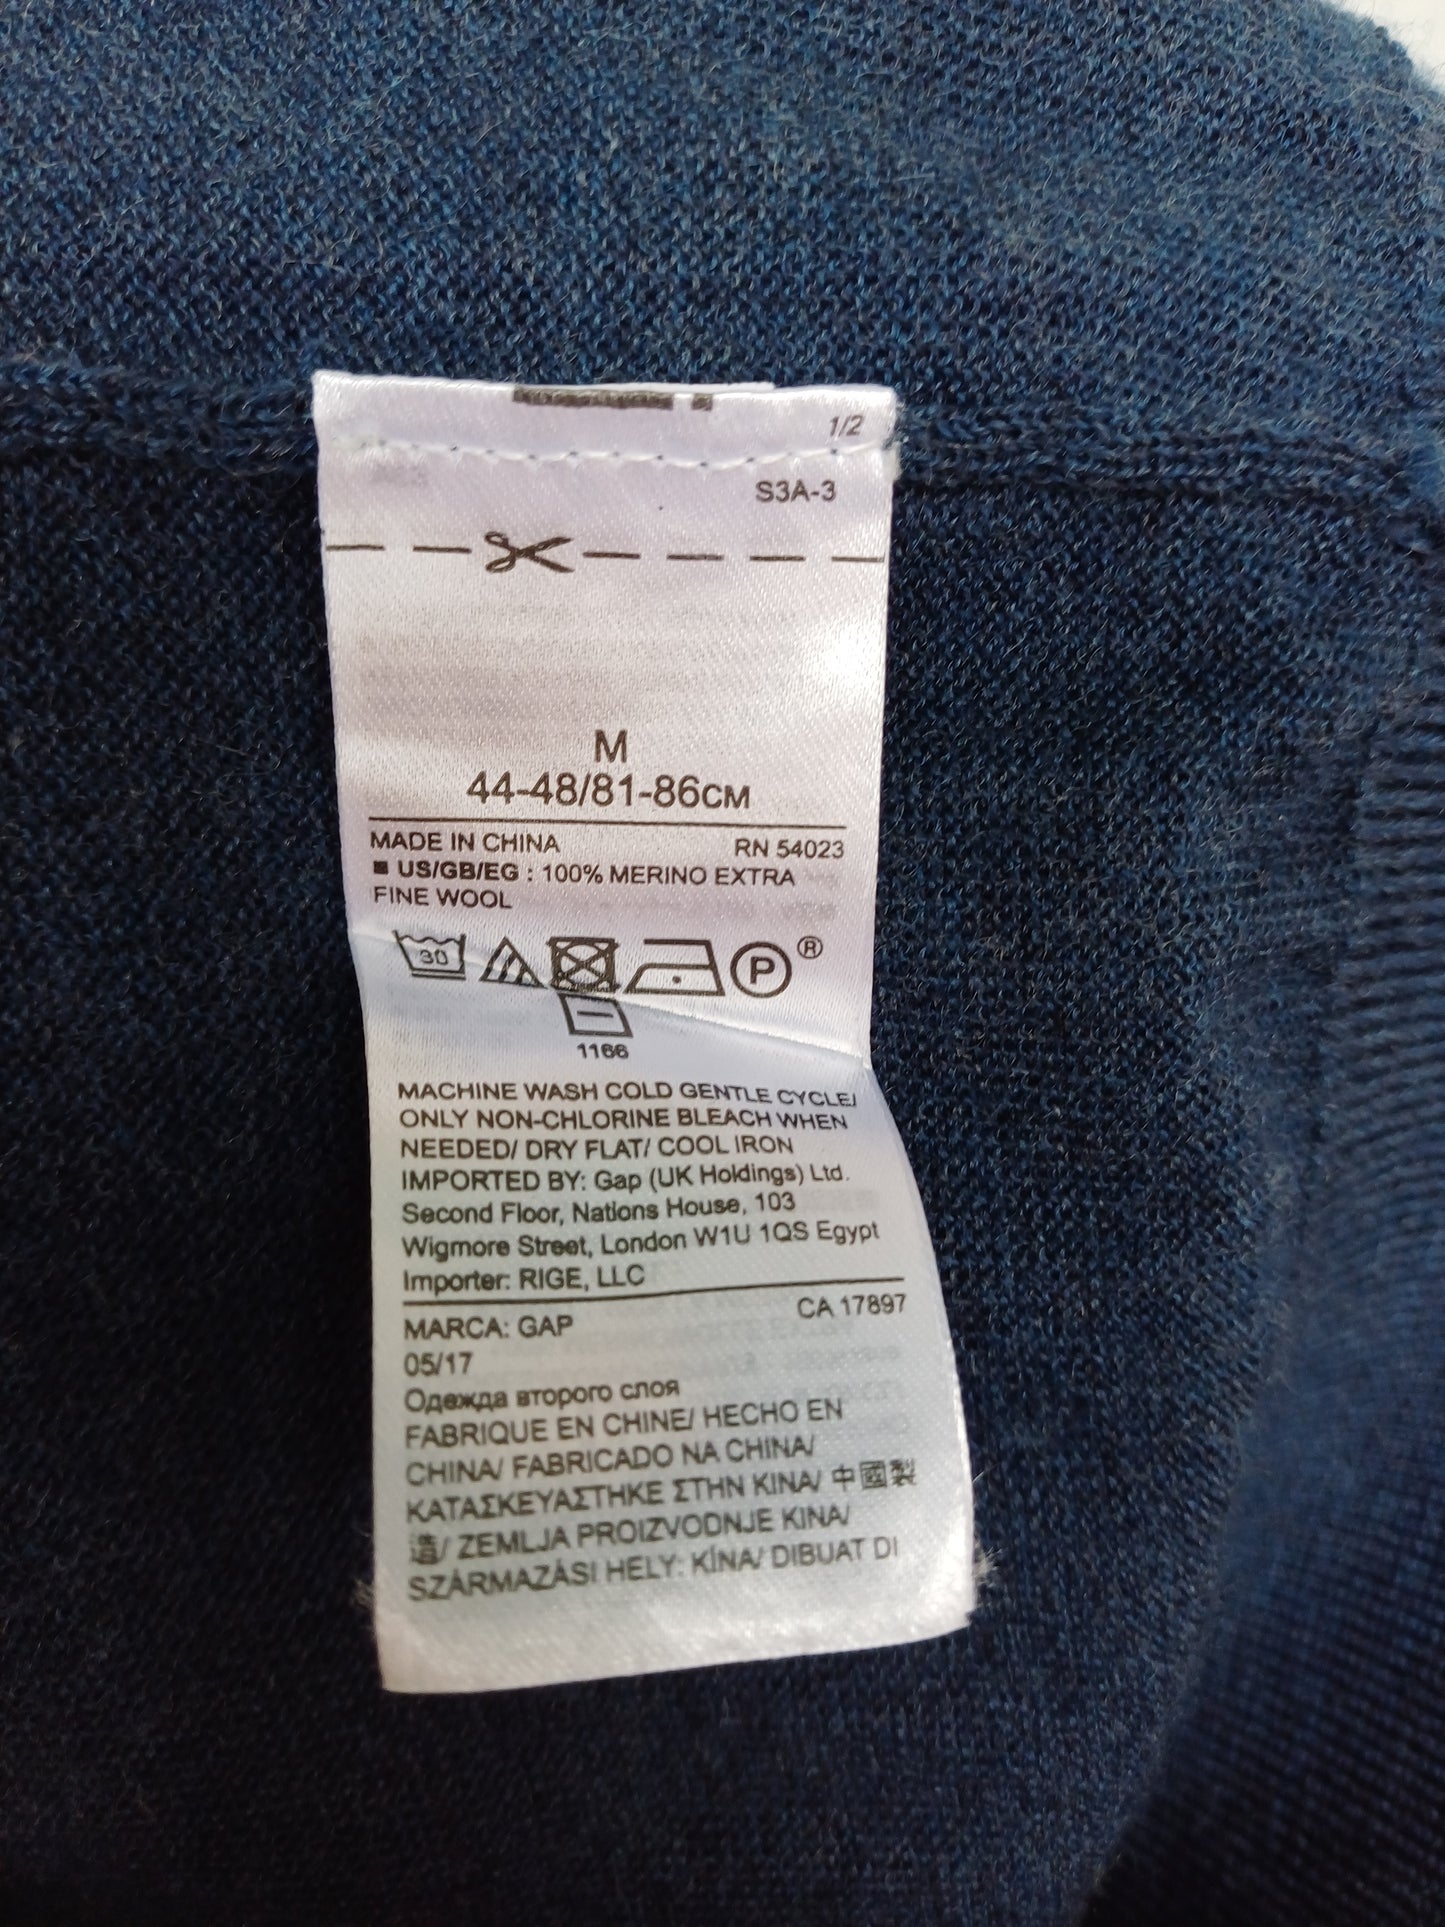 1/2
S3A-3
M
44-48/81-86CM
MADE IN CHINA RN 54023
■ US/GB/EG : 100% MERINO EXTRA
FINE WOOL
30 P ®
1166
MACHINE WASH COLD GENTLE CYCLE/
ONLY NON-CHLORINE BLEACH WHEN
NEEDED/ DRY FLAT/ COOL IRON
IMPORTED BY: Gap (UK Holdings) Ltd.
Second Floor, Nations House, 103
Wigmore Street, London W1U 1QS Egypt
Importer: RIGE, LLC
MARCA: GAP CA 17897
05/17
Одежда второго слоя
FABRIQUE EN CHINE/ HECHO EN
CHINA/ FABRICADO NA CHINA/
ΚΑΤΑΣΚΕΥΑΣΤΗΚΕ ΣΤΗΝ ΚΙΝΑ/ 中國製
造/ ZEMLJA PROIZVODNJE KINA/
SZÁRMAZÁSI HELY: KÍNA/ DIBUAT DI